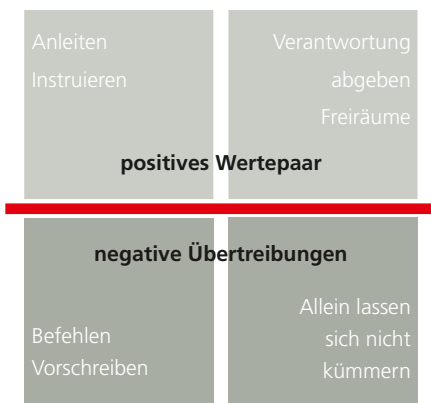 Anleiten
Instruieren
Verantwortung
abgeben
Freiräume
positives Wertepaar
negative Übertreibungen
Befehlen
Vorschreiben
Allein lassen
sich nicht
kümmern